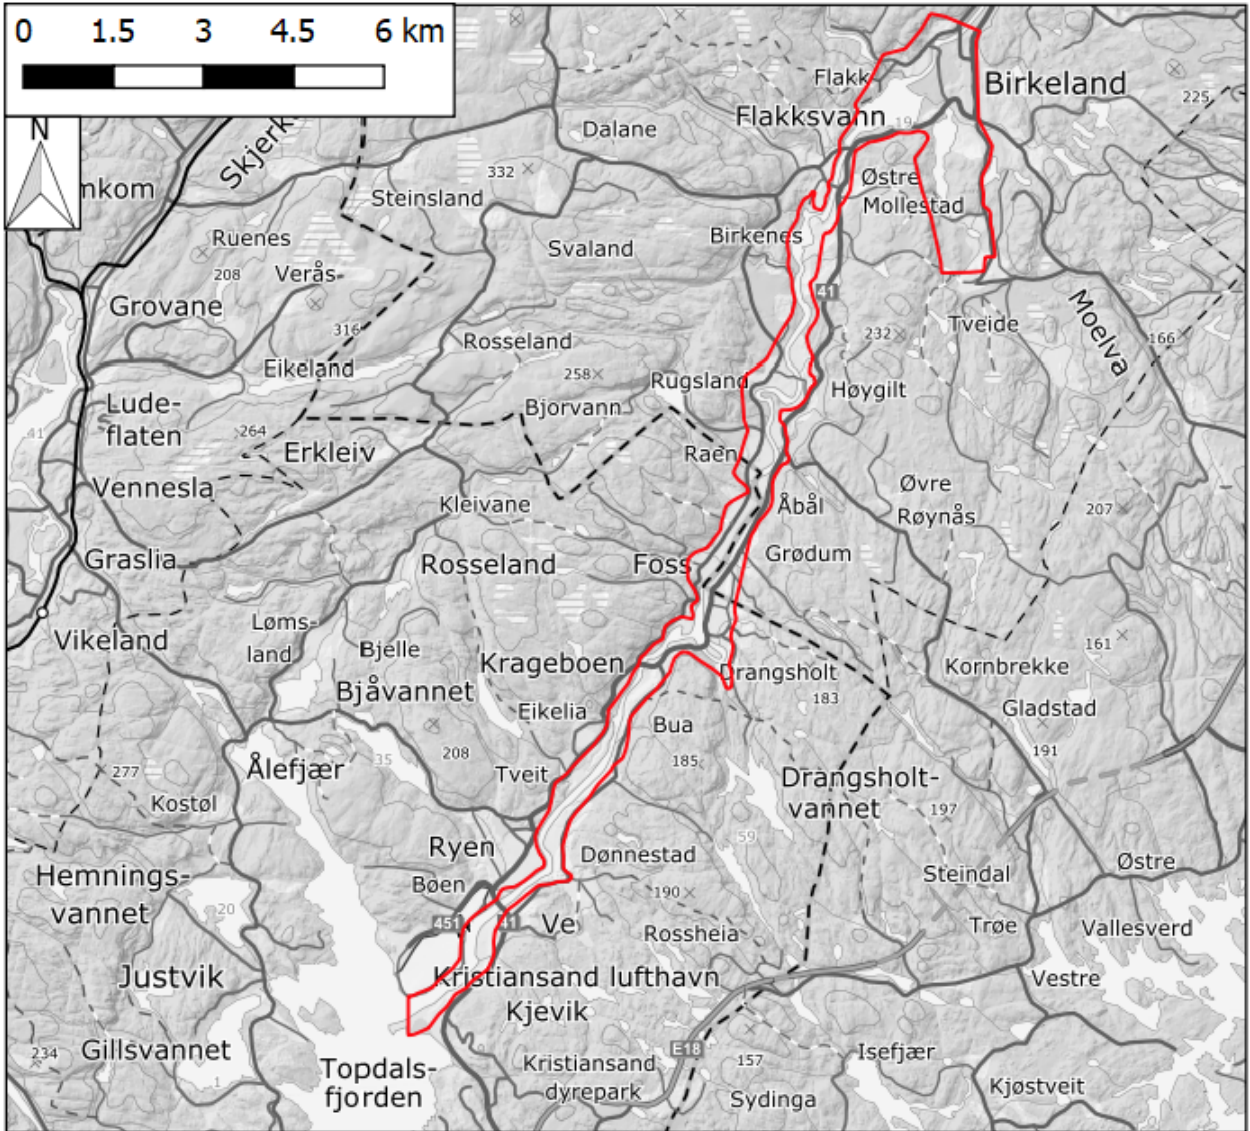 0 1.5 3 4.5 6 km
N
Birkeland
Flakk
225
Flakksvann
19
Skjerk
Dalane
mkom
332
Steinsland
Østre
Mollestad
Ruenes
Svaland
Birkenes
208
Verås-
41
Grovane
316
Tveide
Moelva
232
166
Rosseland
Eikeland
258
Rugsland
Høygilt
Lude-
flaten
Bjorvann
41
264
Erkleiv
Raen
Vennesla
Øvre
Røynås
Kleivane
Åbål
207
Graslia
Rosseland
Foss
Grødum
Vikeland
Løms-
land
Bjelle
161
Krageboen
Bjåvannet
Drangsholt
Kornbrekke
183
Eikelia
Bua
Gladstad
208
35
185
191
Ålefjær
277
Tveit
Drangsholt-
vannet
Kostøl
197
59
Ryen
Dønnestad
Østre
Hemnings-
vannet
Bøen
190
Steindal
20
451
41
Ve
Rossheia
Trøe
Vallesverd
Justvik
Kristiansand lufthavn
Kjevik
Vestre
Gillsvannet
234
1
Topdals-
fjorden
Kristiansand
dyrepark
E18
157
Isefjær
Sydinga
Kjøstveit